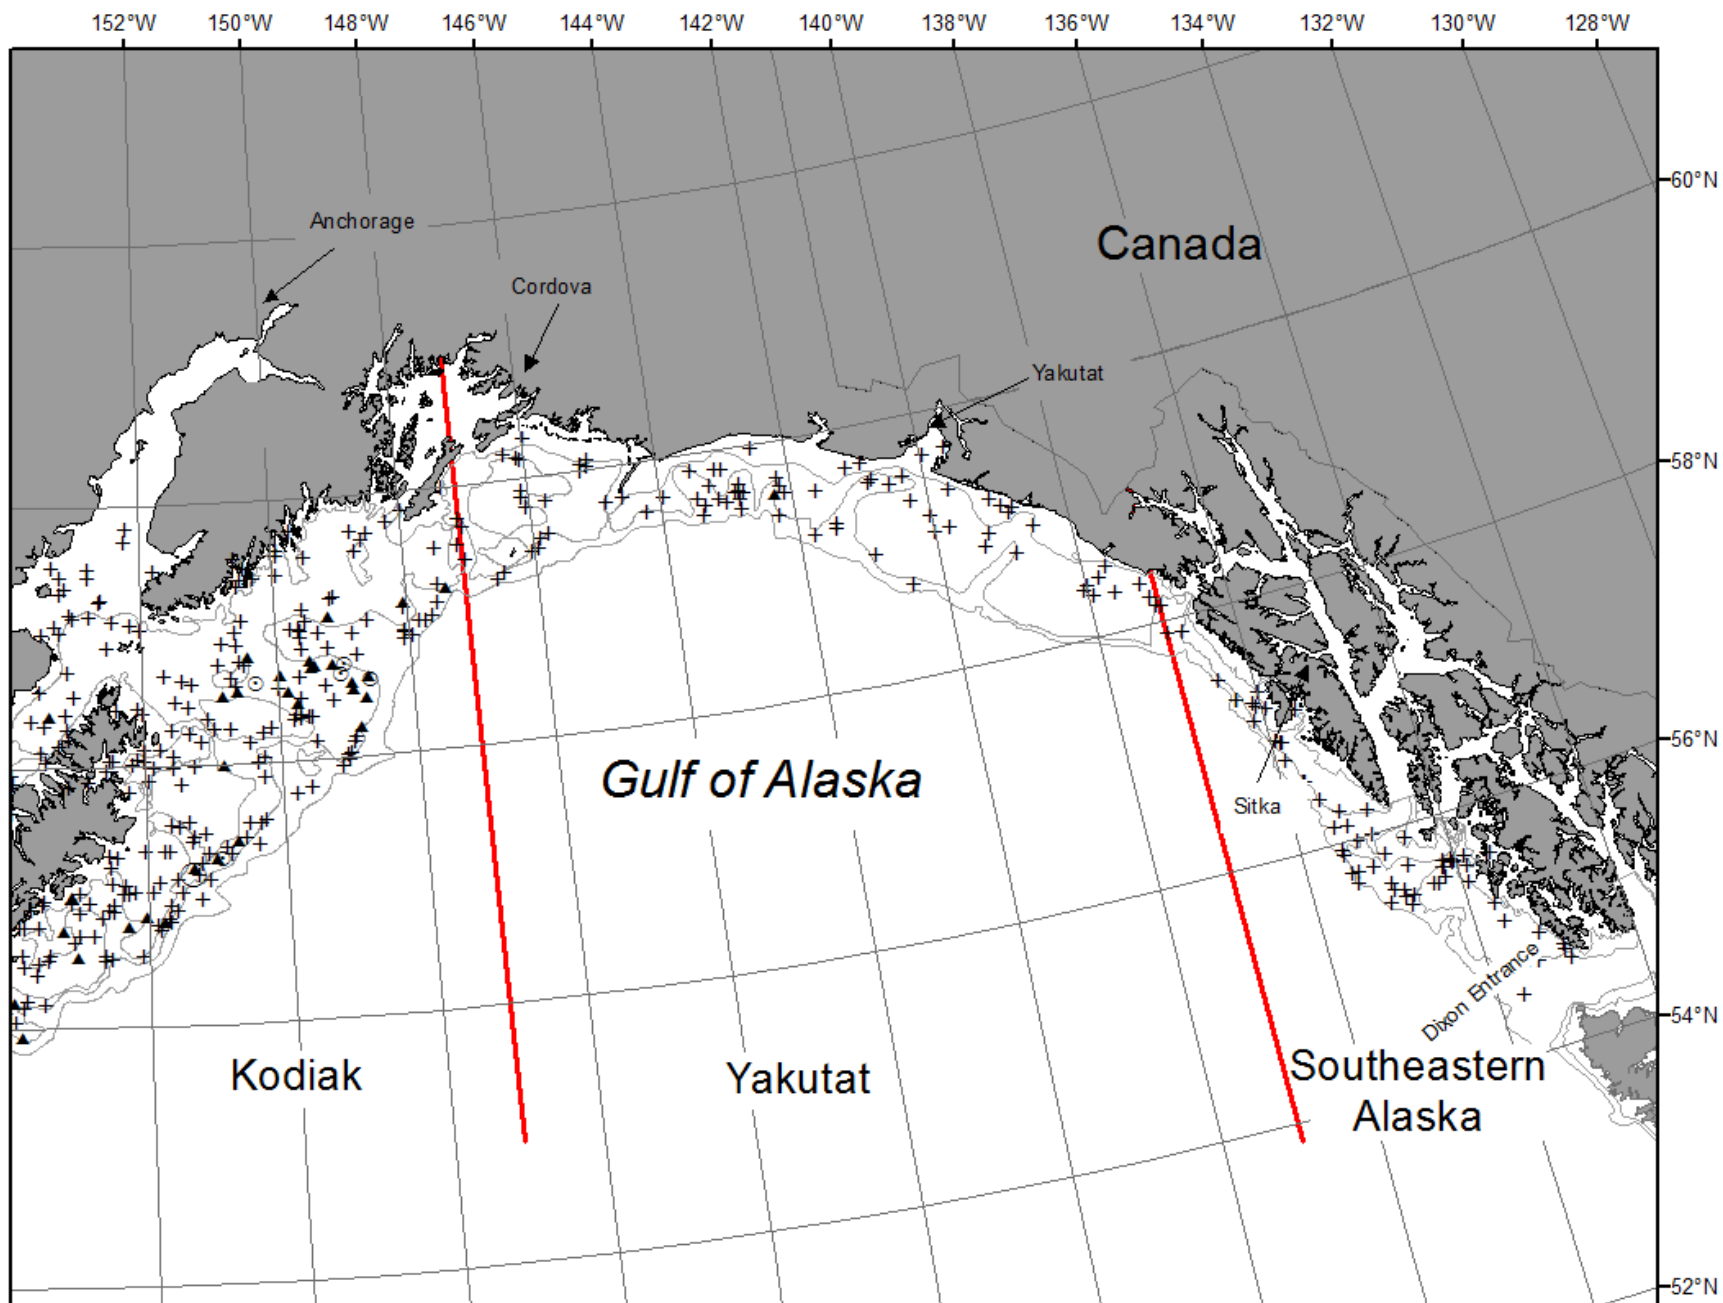 152°W 150°W 148°W 146°W 144°W 142°W 140°W 138°W 136°W 134°W 132°W 130°W 128°W
60°N
Anchorage
Canada
Cordova
Yakutat
58°N
56°N
Gulf of Alaska
Sitka
Dixon Entrance
54°N
Kodiak
Yakutat
Southeastern
Alaska
52°N